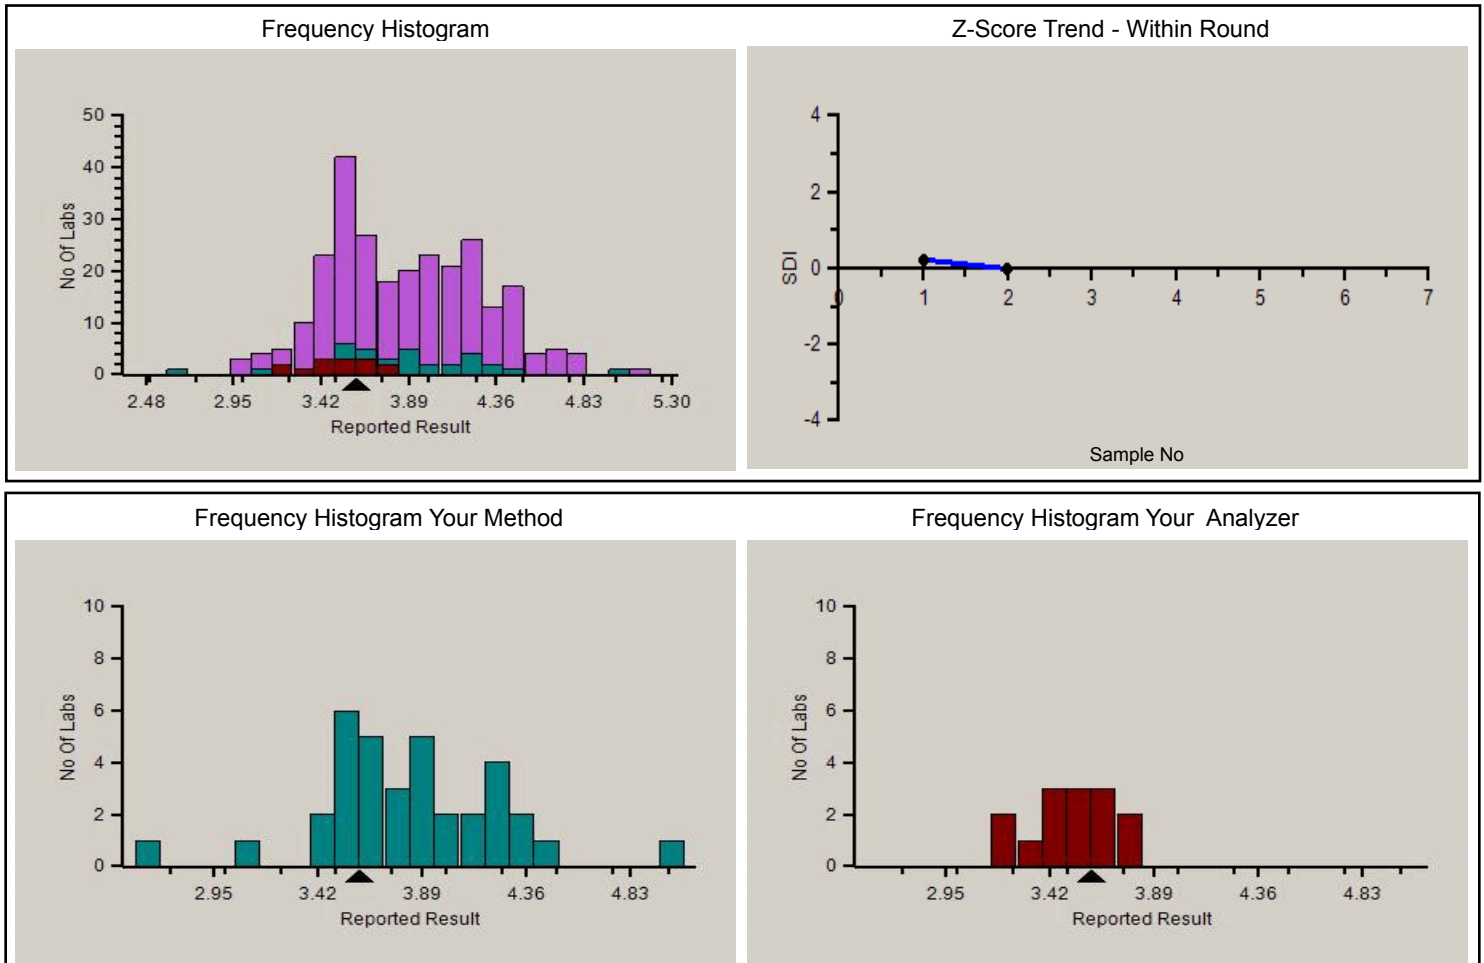 Frequency Histogram
50
40
30
20
10
0
No Of Labs
2.48 2.95 3.42 3.89 4.36 4.83 5.30
Reported Result
Z-Score Trend - Within Round
4
2
0
-2
-4
SDI
0 1 2 3 4 5 6 7
Sample No
Frequency Histogram Your Method
10
8
6
4
2
0
No Of Labs
2.95 3.42 3.89 4.36 4.83
Reported Result
Frequency Histogram Your Analyzer
10
8
6
4
2
0
No Of Labs
2.95 3.42 3.89 4.36 4.83
Reported Result